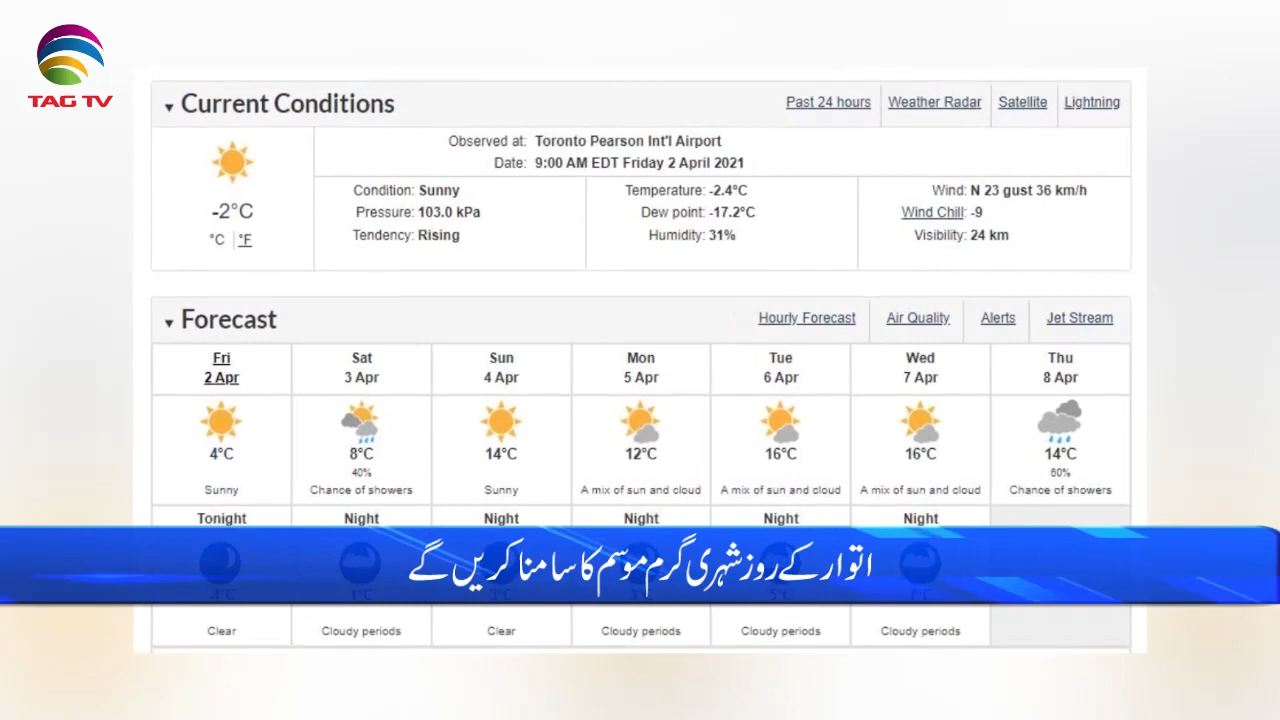 TAG TV
Current Conditions
Past 24 hours Weather Radar Satellite Lightning
Observed at: Toronto Pearson Int'l Airport
Date: 9:00 AM EDT Friday 2 April 2021
-2°C
°C °F
Condition: Sunny Temperature: -2.4°C Wind: N 23 gust 36 km/h
Pressure: 103.0 kPa Dew point: -17.2°C Wind Chill: -9
Tendency: Rising Humidity: 31% Visibility: 24 km
Forecast
Hourly Forecast Air Quality Alerts Jet Stream
Fri Sat Sun Mon Tue Wed Thu
2 Apr 3 Apr 4 Apr 5 Apr 6 Apr 7 Apr 8 Apr
4°C 8°C 14°C 12°C 16°C 16°C 14°C
40% 60%
Sunny Chance of showers Sunny A mix of sun and cloud A mix of sun and cloud A mix of sun and cloud Chance of showers
Tonight Night Night Night Night Night
اتوار کے روز شہری گرم موسم کا سامنا کریں گے
Clear Cloudy periods Clear Cloudy periods Cloudy periods Cloudy periods